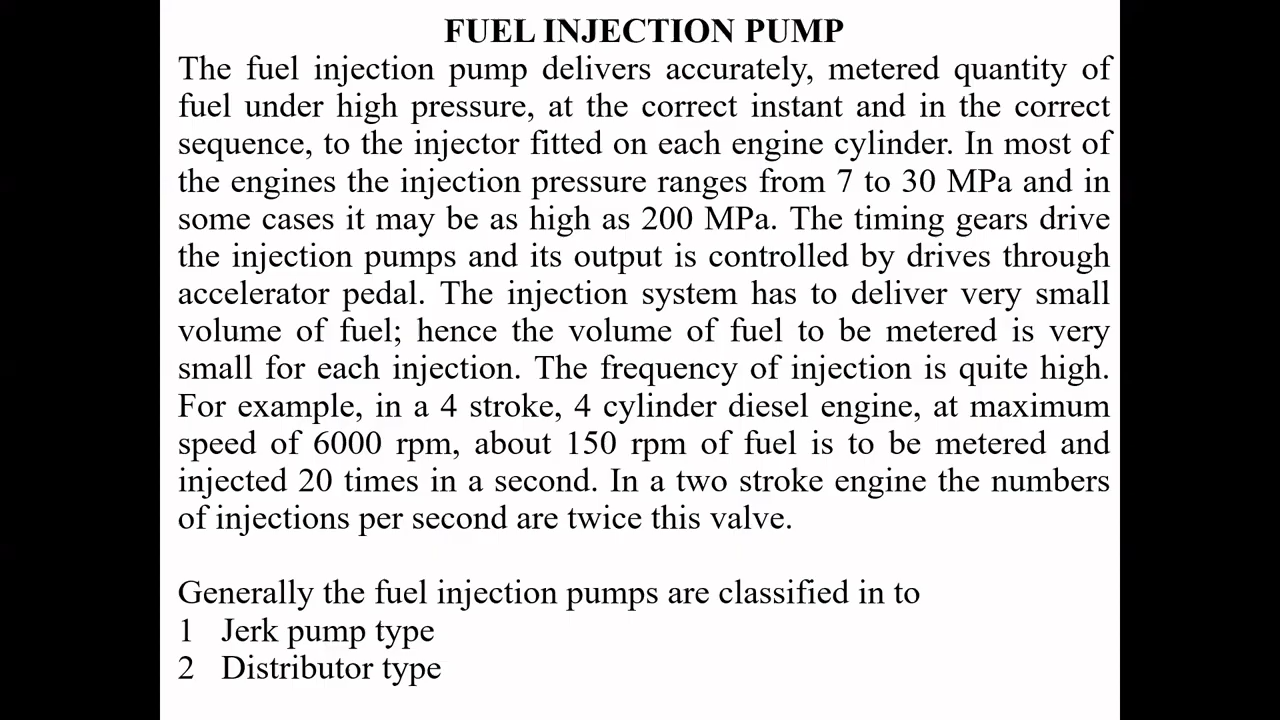 FUEL INJECTION PUMP
The fuel injection pump delivers accurately, metered quantity of
fuel under high pressure, at the correct instant and in the correct
sequence, to the injector fitted on each engine cylinder. In most of
the engines the injection pressure ranges from 7 to 30 MPa and in
some cases it may be as high as 200 MPa. The timing gears drive
the injection pumps and its output is controlled by drives through
accelerator pedal. The injection system has to deliver very small
volume of fuel; hence the volume of fuel to be metered is very
small for each injection. The frequency of injection is quite high.
For example, in a 4 stroke, 4 cylinder diesel engine, at maximum
speed of 6000 rpm, about 150 rpm of fuel is to be metered and
injected 20 times in a second. In a two stroke engine the numbers
of injections per second are twice this valve.
Generally the fuel injection pumps are classified in to
1 Jerk pump type
2 Distributor type